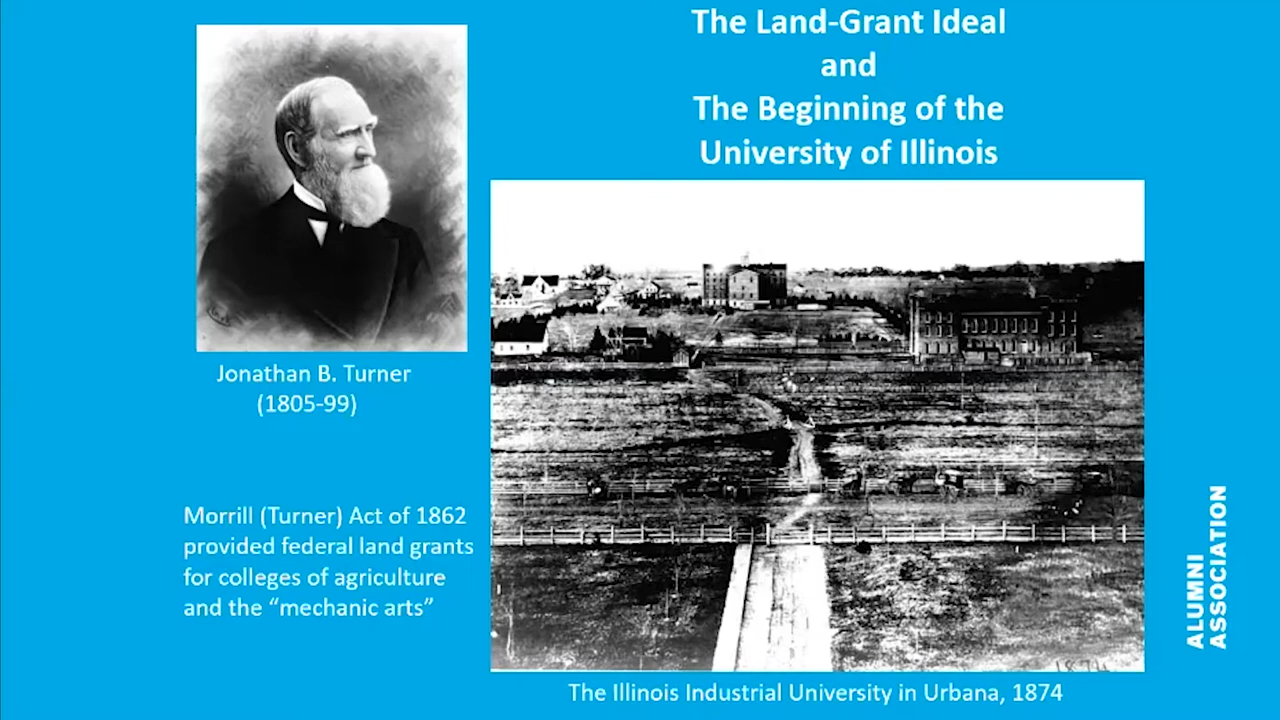 The Land-Grant Ideal
and
The Beginning of the
University of Illinois
Jonathan B. Turner
(1805-99)
Morrill (Turner) Act of 1862
provided federal land grants
for colleges of agriculture
and the “mechanic arts”
1874
The Illinois Industrial University in Urbana, 1874
ALUMNI
ASSOCIATION